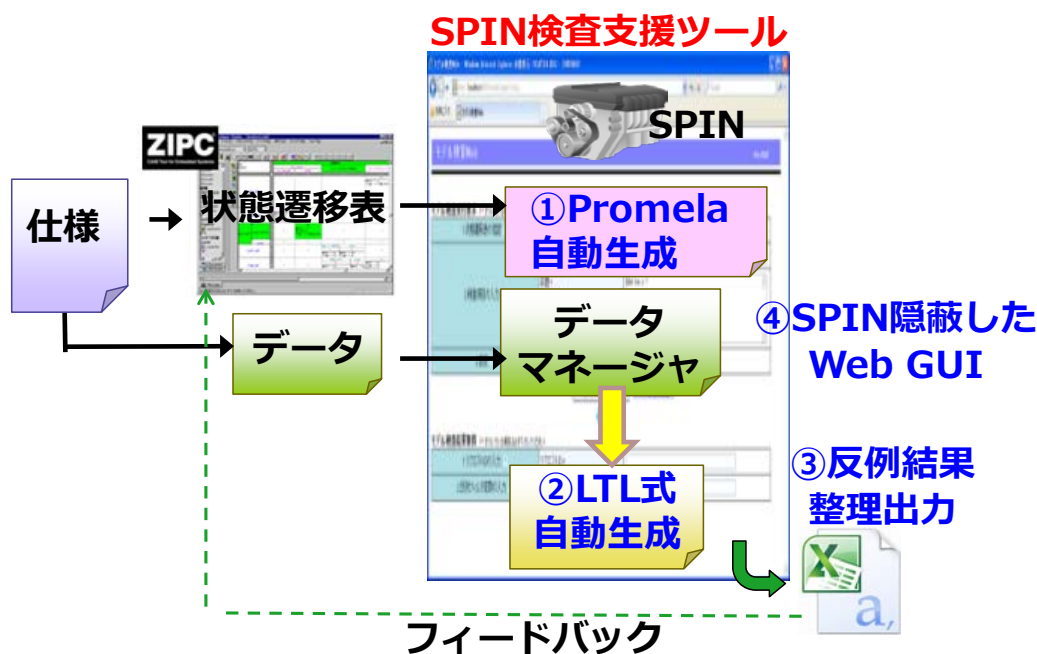 SPIN検査支援ツール
SPIN
ZIPC
仕様
状態遷移表
①Promela
自動生成
データ
データ
マネージャ
④SPIN隠蔽した
Web GUI
②LTL式
自動生成
③反例結果
整理出力
a,
フィードバック